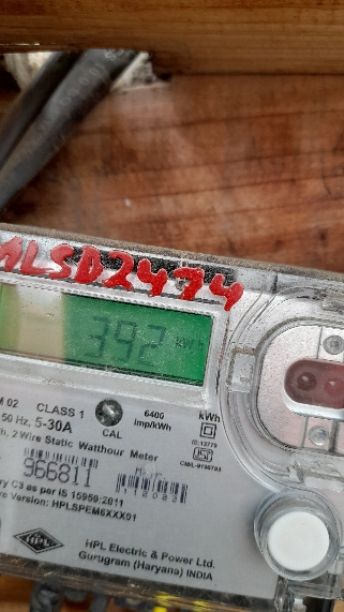 MLSD2474
392 kWh
M 02 CLASS 1 6400 kWh
50 Hz, 5-30A CAL imp/kWh
h, 2 Wire Static Watthour Meter
966811
ry C3 as per IS 15959:2011
re Version: HPLSPEM6XXX01
HPL
HPL Electric & Power Ltd.
Gurugram (Haryana) INDIA